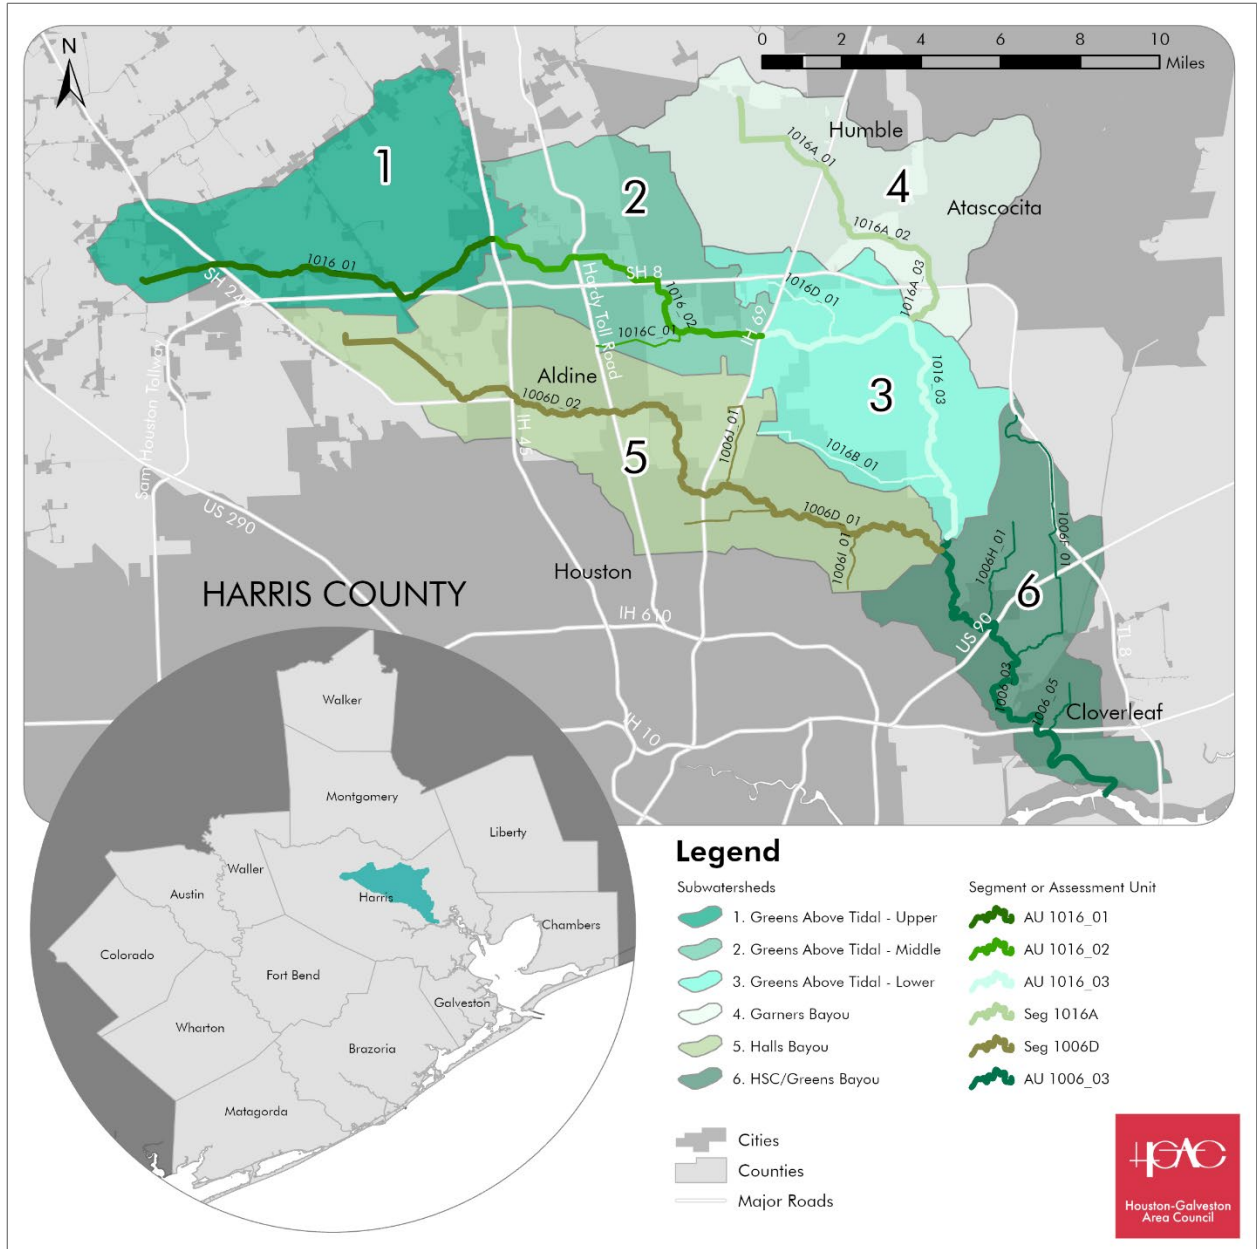 N
0 2 4 6 8 10
Miles
1
2
4
Humble
Atascocita
1016A_01
1016A_02
1016A_03
1016_01
SH 249
SH 8
1016_02
1016C_01
1016D_01
IH 69
Hardy Toll Road
Sam Houston Tollway
Aldine
1006D_02
IH 45
5
1006J_01
3
1016_03
1016B_01
1006D_01
1006I_01
US 290
HARRIS COUNTY
Houston
IH 610
IH 10
1006H_01
1006F_01
6
US 90
TL 8
1006_03
1006_05
Cloverleaf
Walker
Montgomery
Liberty
Waller
Austin
Harris
Chambers
Colorado
Fort Bend
Galveston
Wharton
Brazoria
Matagorda
Legend
Subwatersheds
1. Greens Above Tidal - Upper
2. Greens Above Tidal - Middle
3. Greens Above Tidal - Lower
4. Garners Bayou
5. Halls Bayou
6. HSC/Greens Bayou
Segment or Assessment Unit
AU 1016_01
AU 1016_02
AU 1016_03
Seg 1016A
Seg 1006D
AU 1006_03
Cities
Counties
Major Roads
HGAC
Houston-Galveston
Area Council